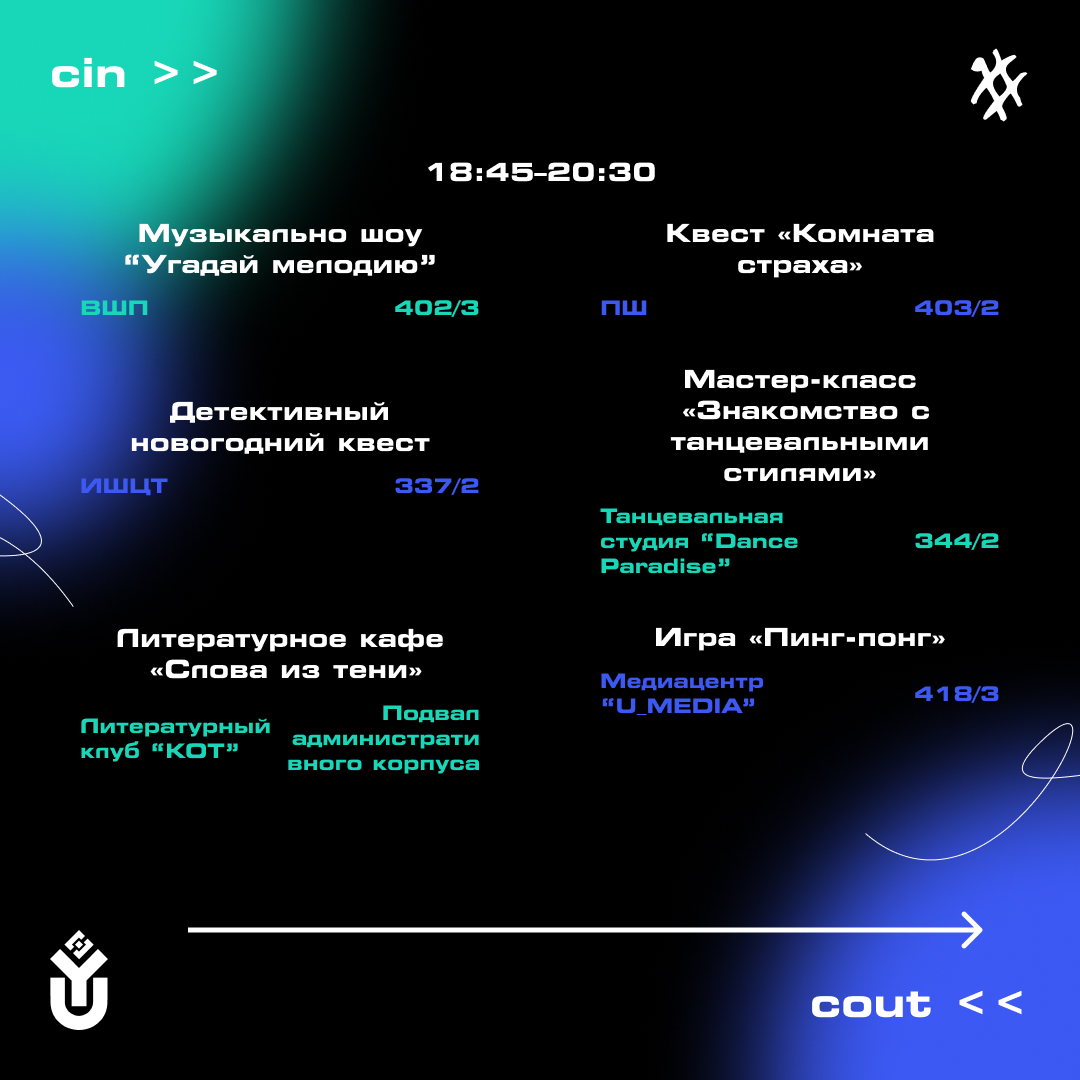 cin >>
18:45–20:30
Музыкально шоу
“Угадай мелодию”
ВШП 402/3
Квест «Комната
страха»
ПШ 403/2
Детективный
новогодний квест
ИШЦТ 337/2
Мастер-класс
«Знакомство с
танцевальными
стилями»
Танцевальная
студия “Dance
Paradise”
344/2
Литературное кафе
«Слова из тени»
Литературный
клуб “КОТ”
Подвал
администрати
вного корпуса
Игра «Пинг-понг»
Медиацентр
“U_MEDIA”
418/3
cout <<